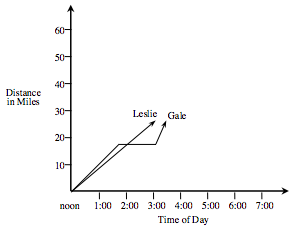 60
50
40
Distance
in Miles
30
Leslie
Gale
20
10
noon
1:00
2:00
3:00
4:00
5:00
6:00
7:00
Time of Day